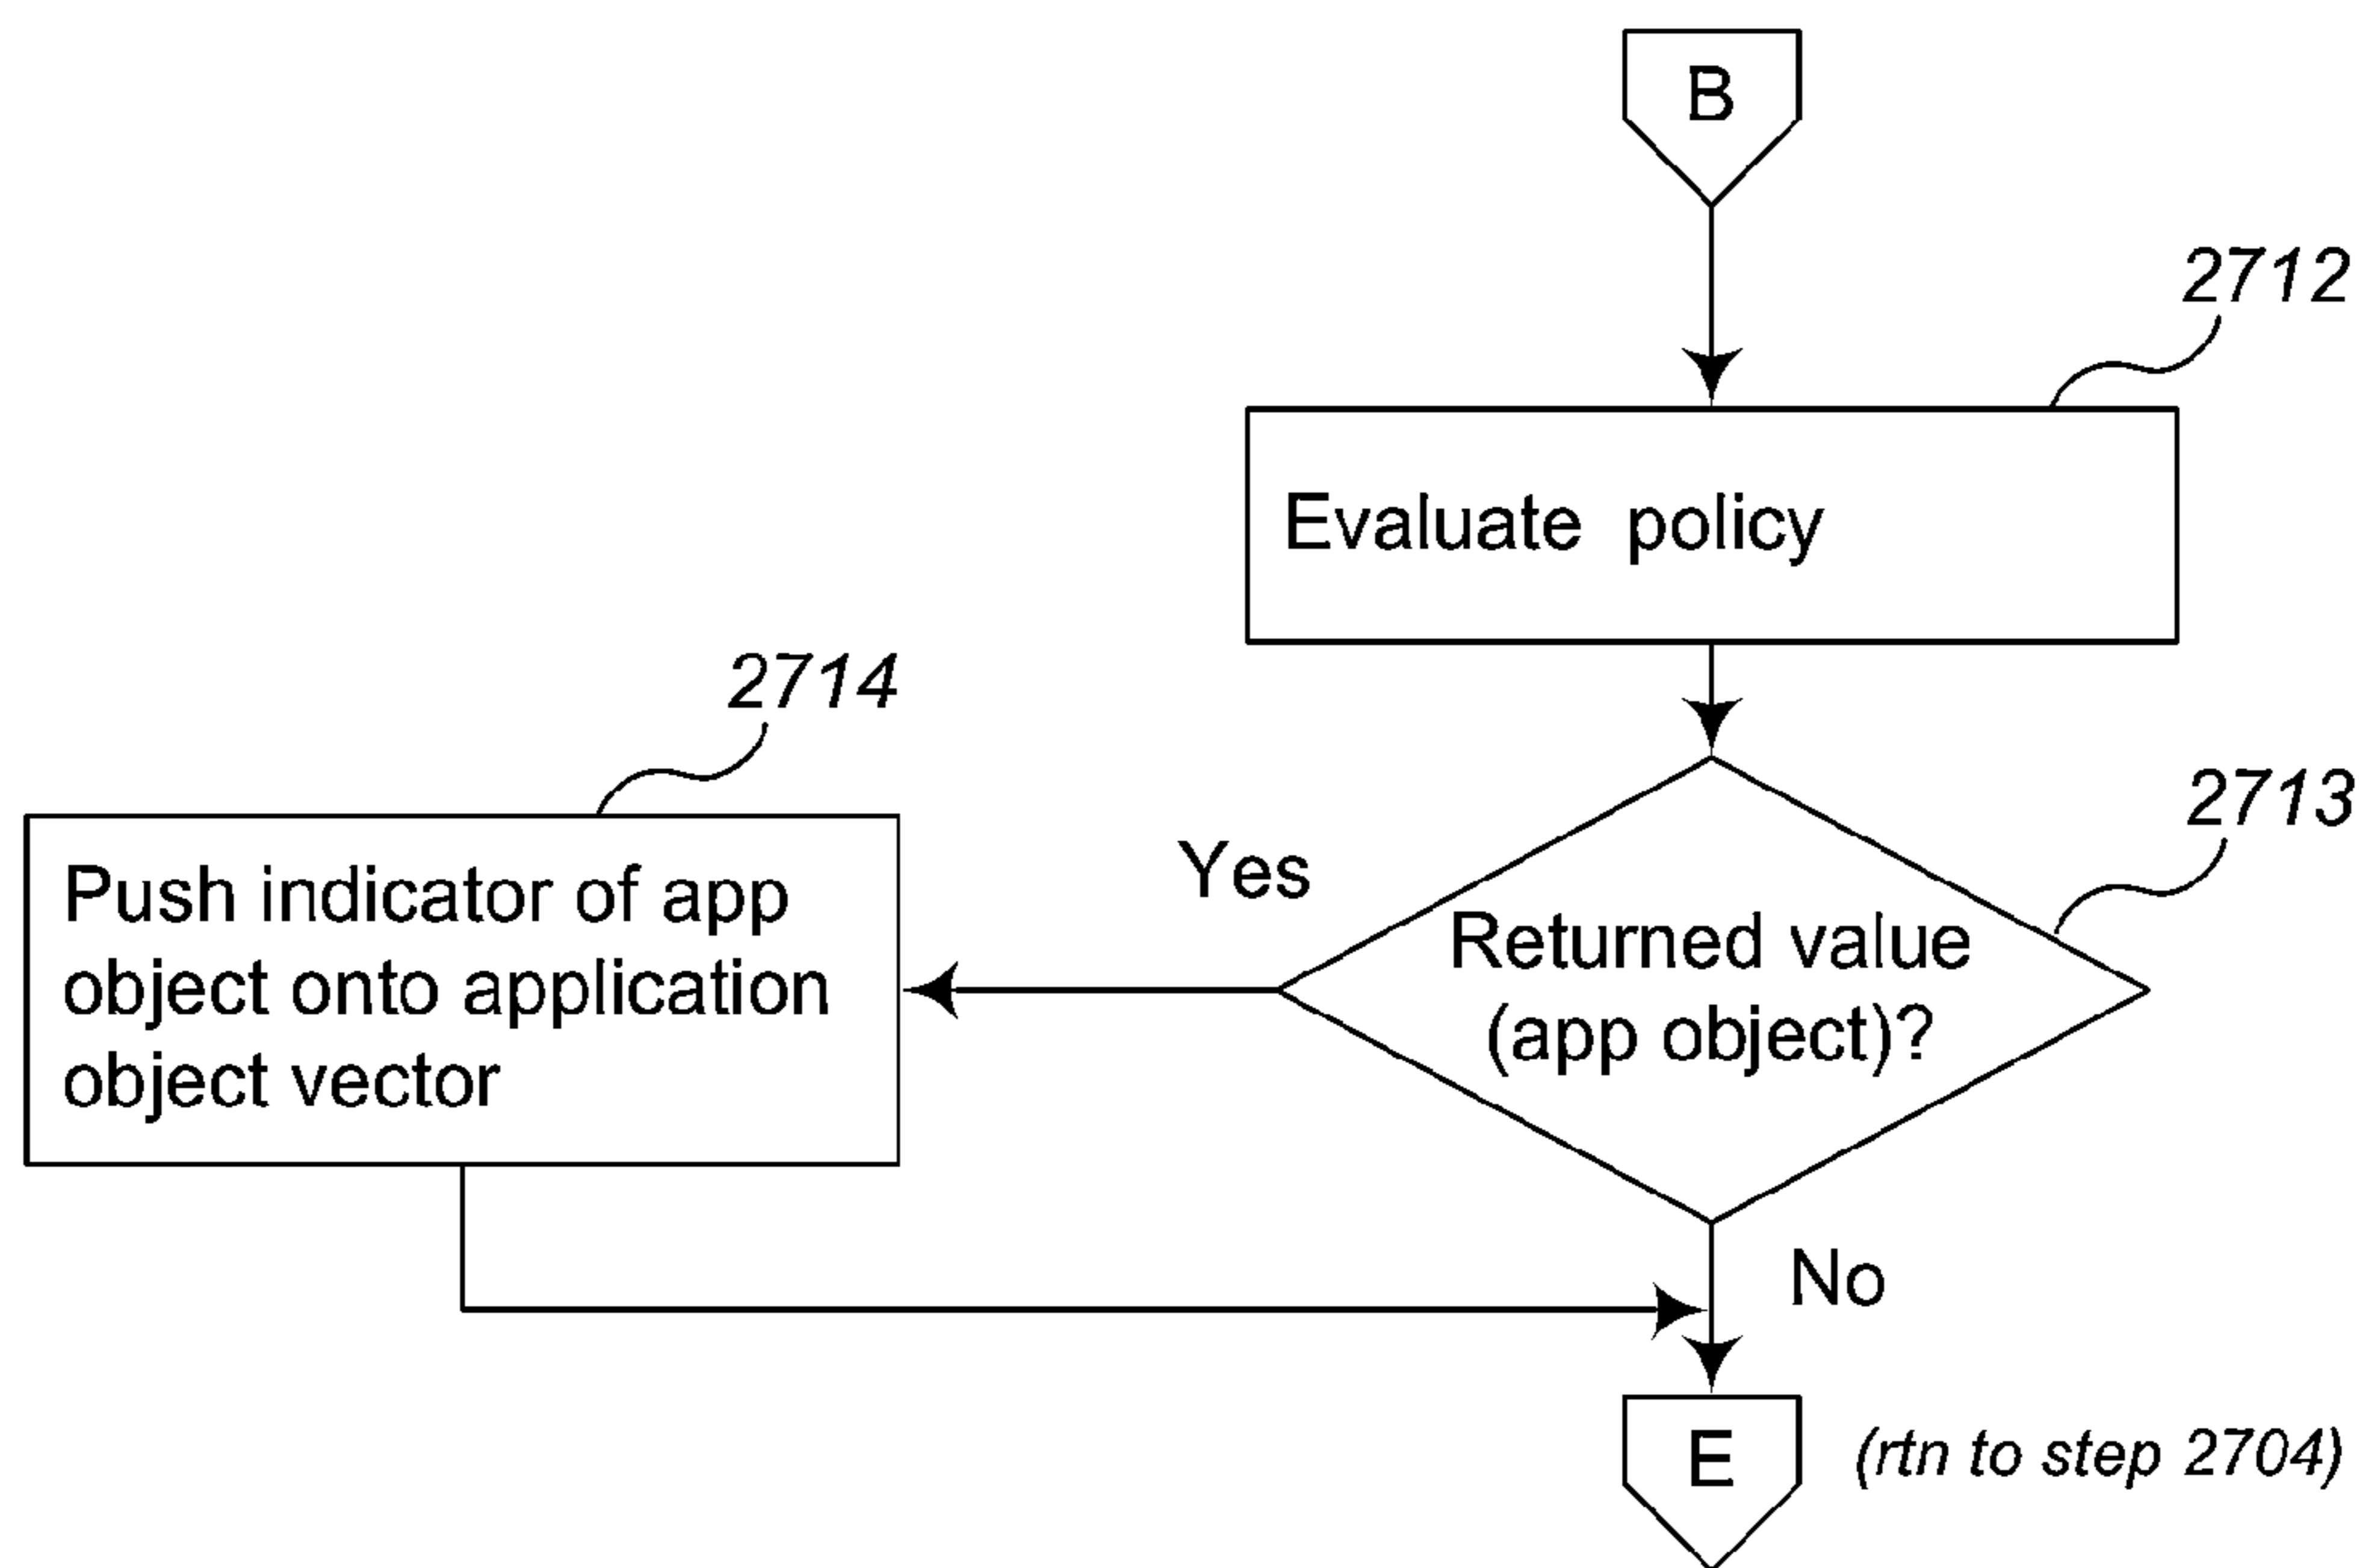 B
2712
Evaluate policy
2714
2713
Yes
Returned value
(app object)?
Push indicator of app
object onto application
object vector
No
E
(rtn to step 2704)